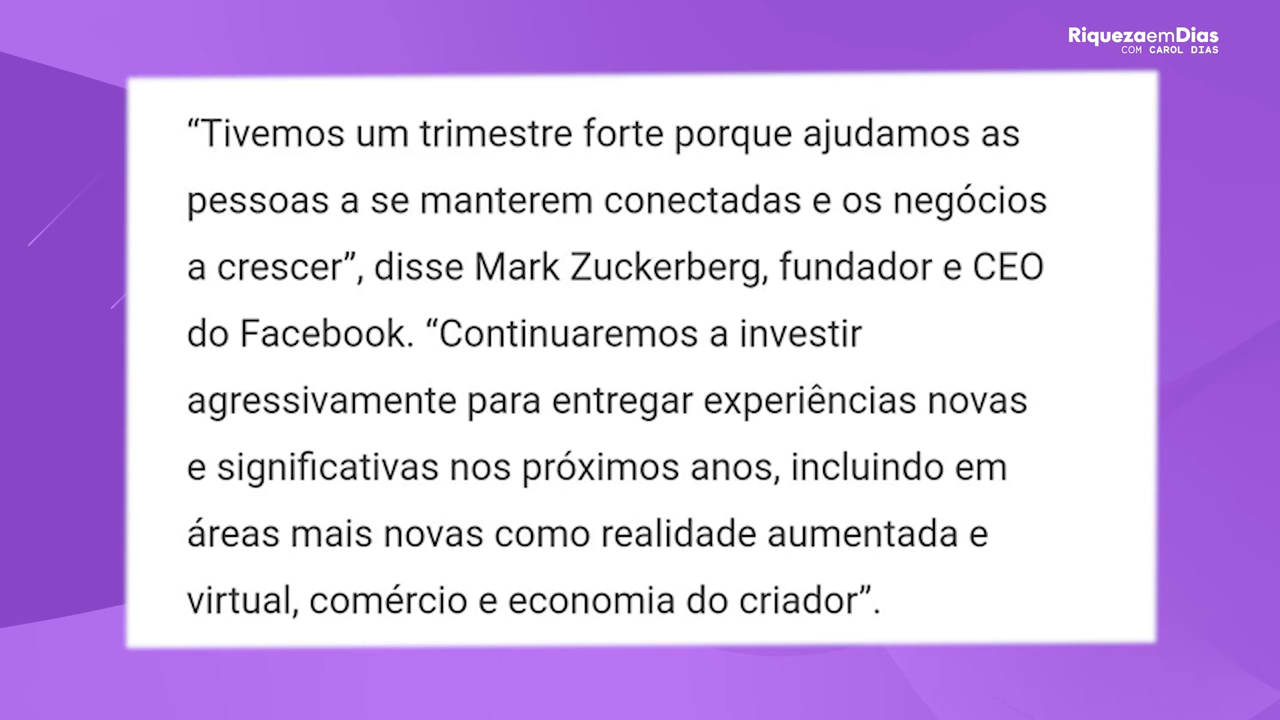 RiquezaemDias
COM CAROL DIAS
“Tivemos um trimestre forte porque ajudamos as
pessoas a se manterem conectadas e os negócios
a crescer”, disse Mark Zuckerberg, fundador e CEO
do Facebook. “Continuaremos a investir
agressivamente para entregar experiências novas
e significativas nos próximos anos, incluindo em
áreas mais novas como realidade aumentada e
virtual, comércio e economia do criador”.